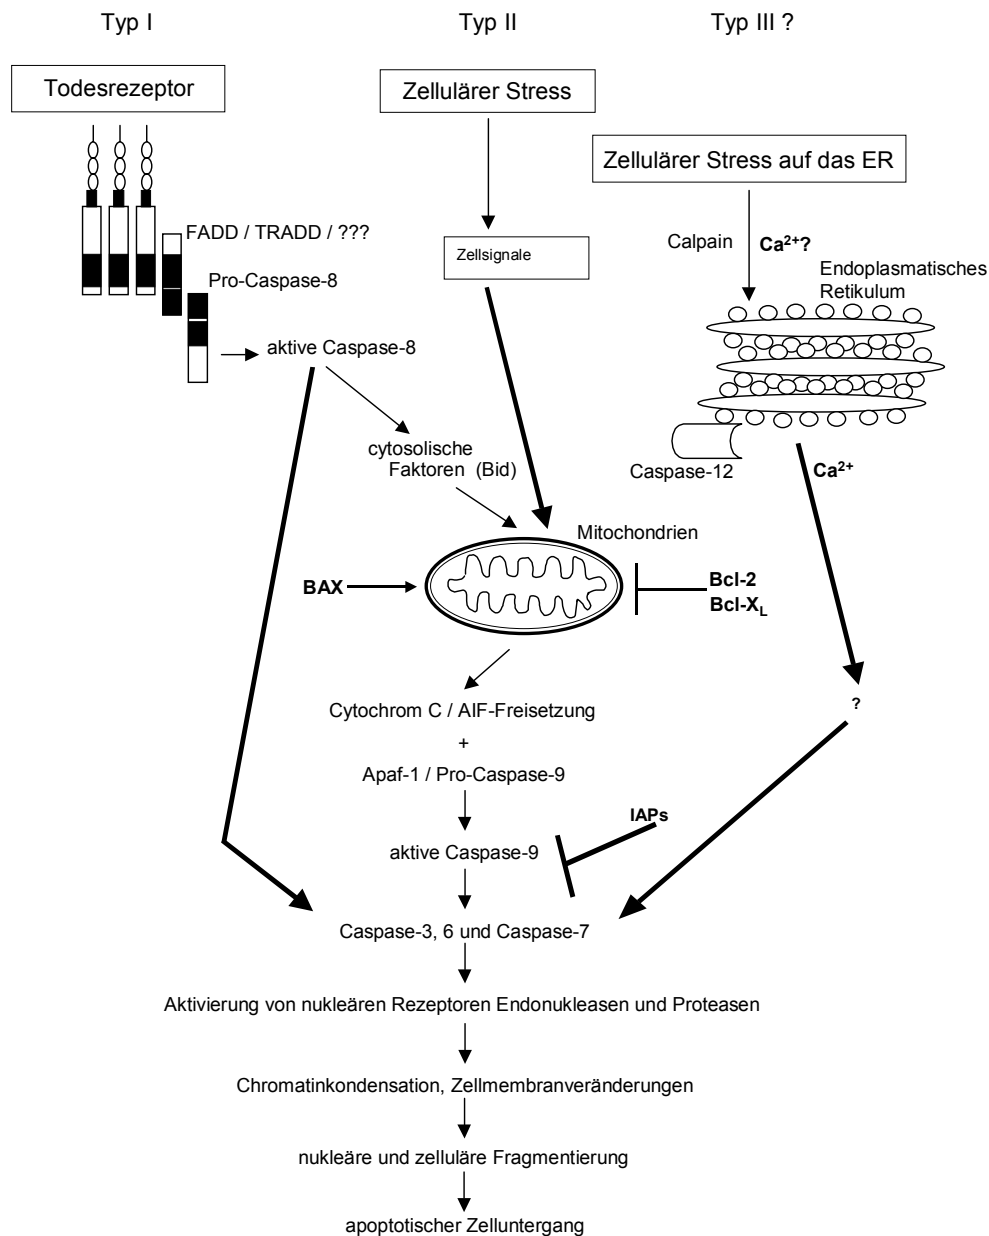 Typ I
Typ II
Typ III ?
Todesrezeptor
Zellulärer Stress
Zellulärer Stress auf das ER
FADD / TRADD / ???
Zellsignale
Calpain
Ca²⁺?
Pro-Caspase-8
Endoplasmatisches
Retikulum
aktive Caspase-8
cytosolische
Faktoren (Bid)
Caspase-12
Ca²⁺
Mitochondrien
BAX
Bcl-2
Bcl-X_L
Cytochrom C / AIF-Freisetzung
?
+
Apaf-1 / Pro-Caspase-9
IAPs
aktive Caspase-9
Caspase-3, 6 und Caspase-7
Aktivierung von nukleären Rezeptoren Endonukleasen und Proteasen
Chromatinkondensation, Zellmembranveränderungen
nukleäre und zelluläre Fragmentierung
apoptotischer Zelluntergang